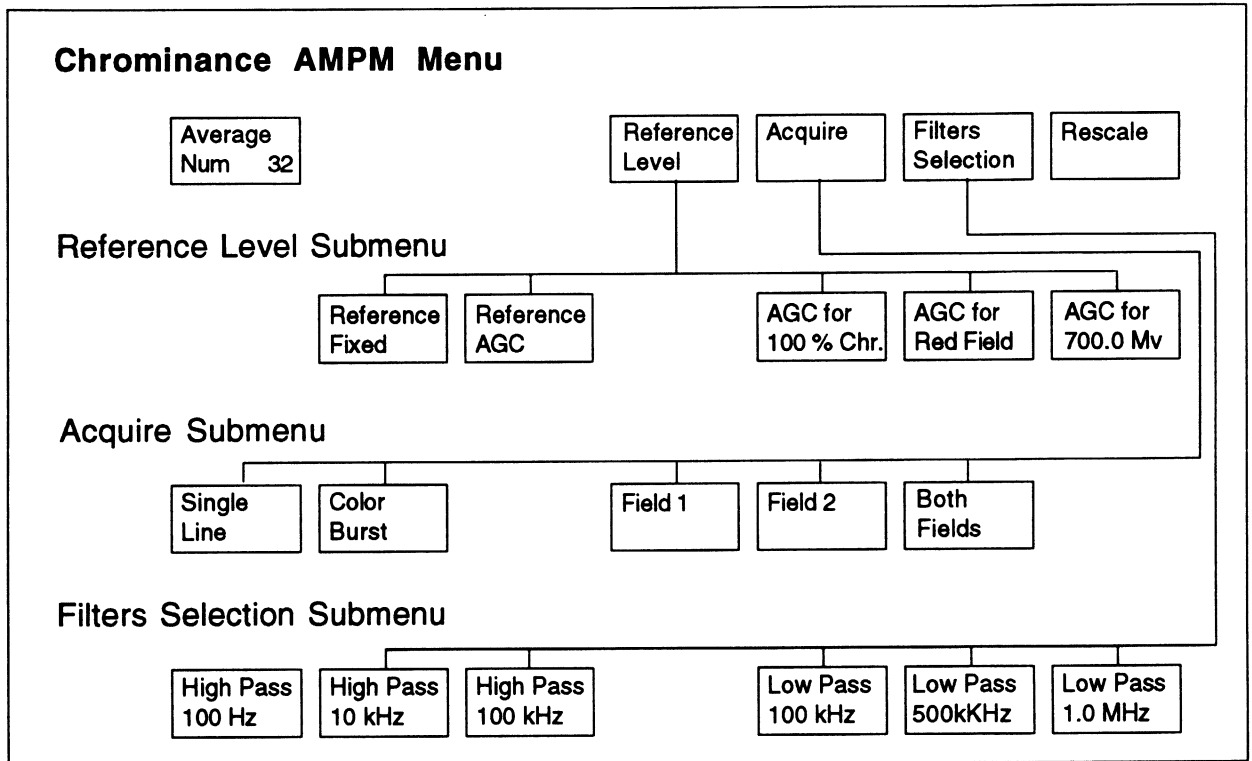 Chrominance AMPM Menu
Average
Num 32
Reference
Level
Acquire
Filters
Selection
Rescale
Reference Level Submenu
Reference
Fixed
Reference
AGC
AGC for
100 % Chr.
AGC for
Red Field
AGC for
700.0 Mv
Acquire Submenu
Single
Line
Color
Burst
Field 1
Field 2
Both
Fields
Filters Selection Submenu
High Pass
100 Hz
High Pass
10 kHz
High Pass
100 kHz
Low Pass
100 kHz
Low Pass
500kKHz
Low Pass
1.0 MHz